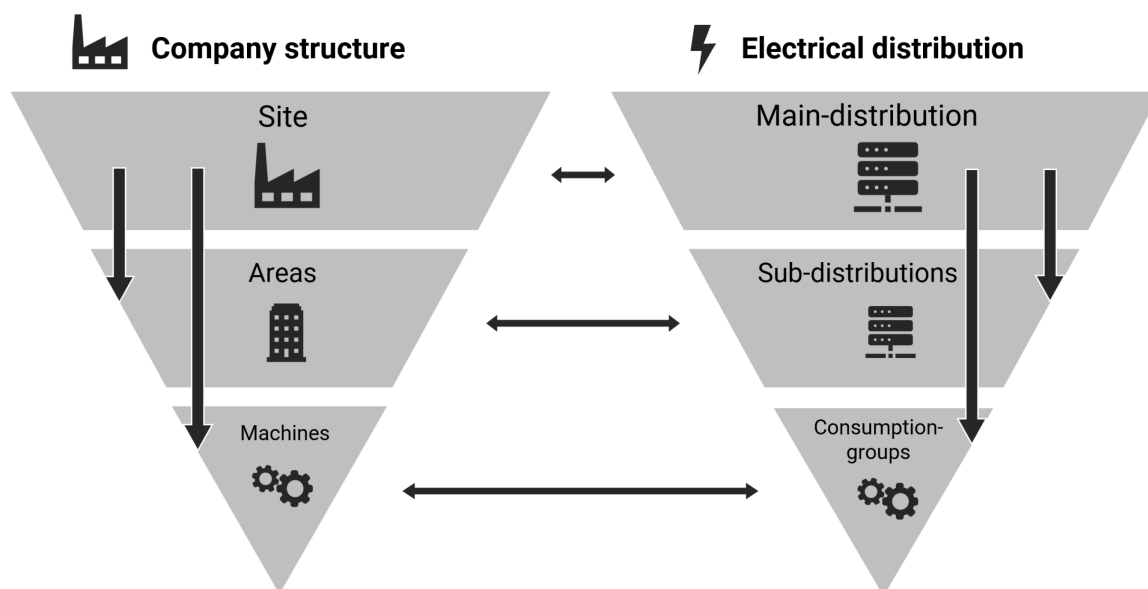 Company structure
Electrical distribution
Site
Main-distribution
Areas
Sub-distributions
Machines
Consumption-
groups